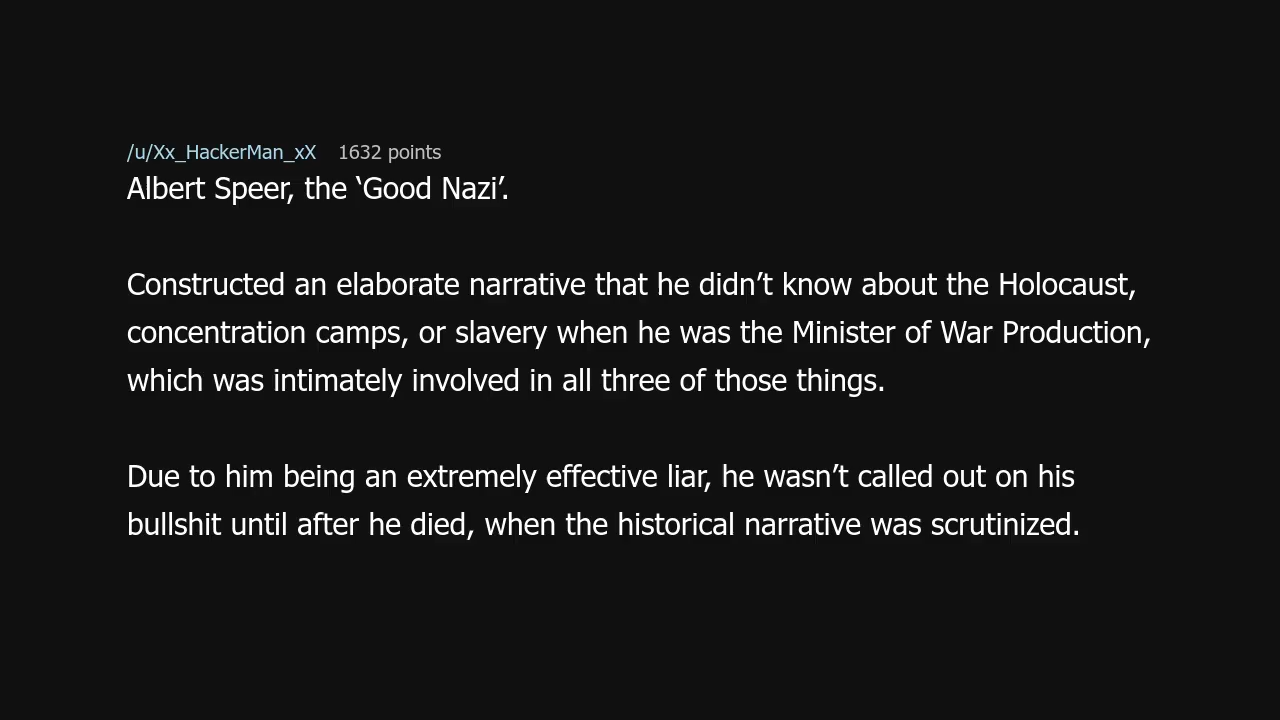 /u/Xx_HackerMan_xX 1632 points
Albert Speer, the ‘Good Nazi’.
Constructed an elaborate narrative that he didn’t know about the Holocaust,
concentration camps, or slavery when he was the Minister of War Production,
which was intimately involved in all three of those things.
Due to him being an extremely effective liar, he wasn’t called out on his
bullshit until after he died, when the historical narrative was scrutinized.